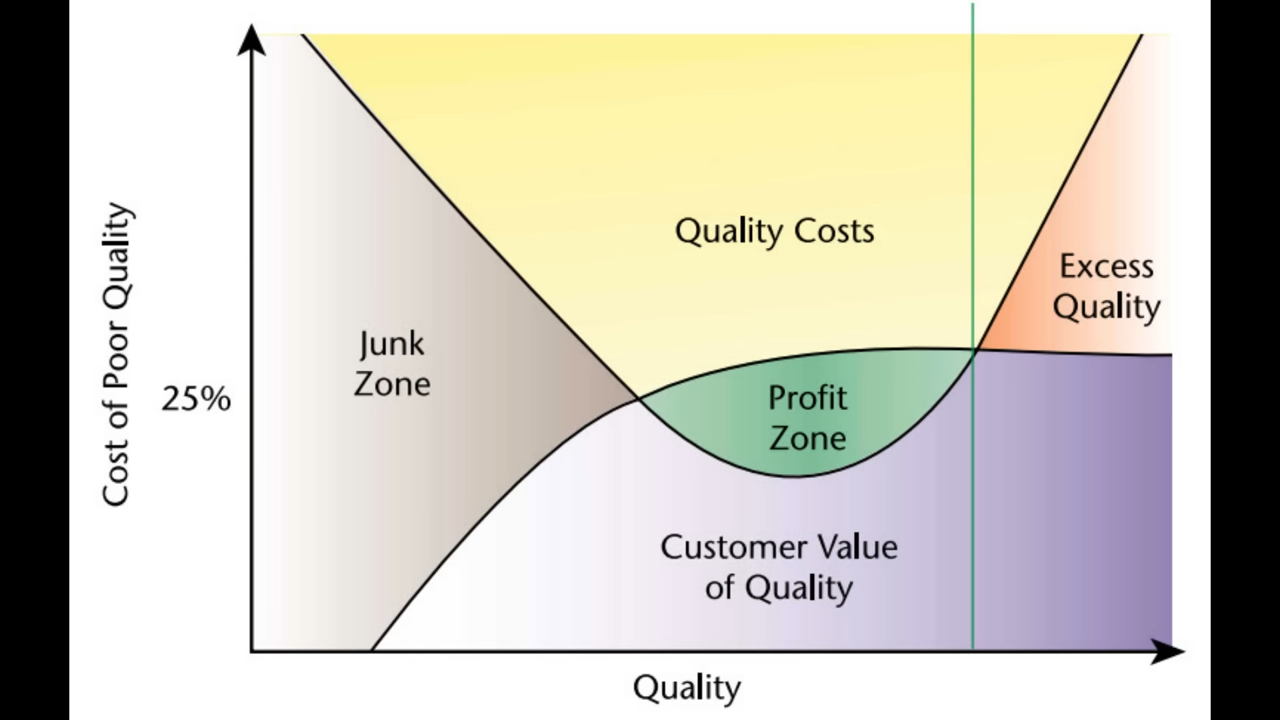 Cost of Poor Quality
25%
Junk
Zone
Quality Costs
Excess
Quality
Profit
Zone
Customer Value
of Quality
Quality